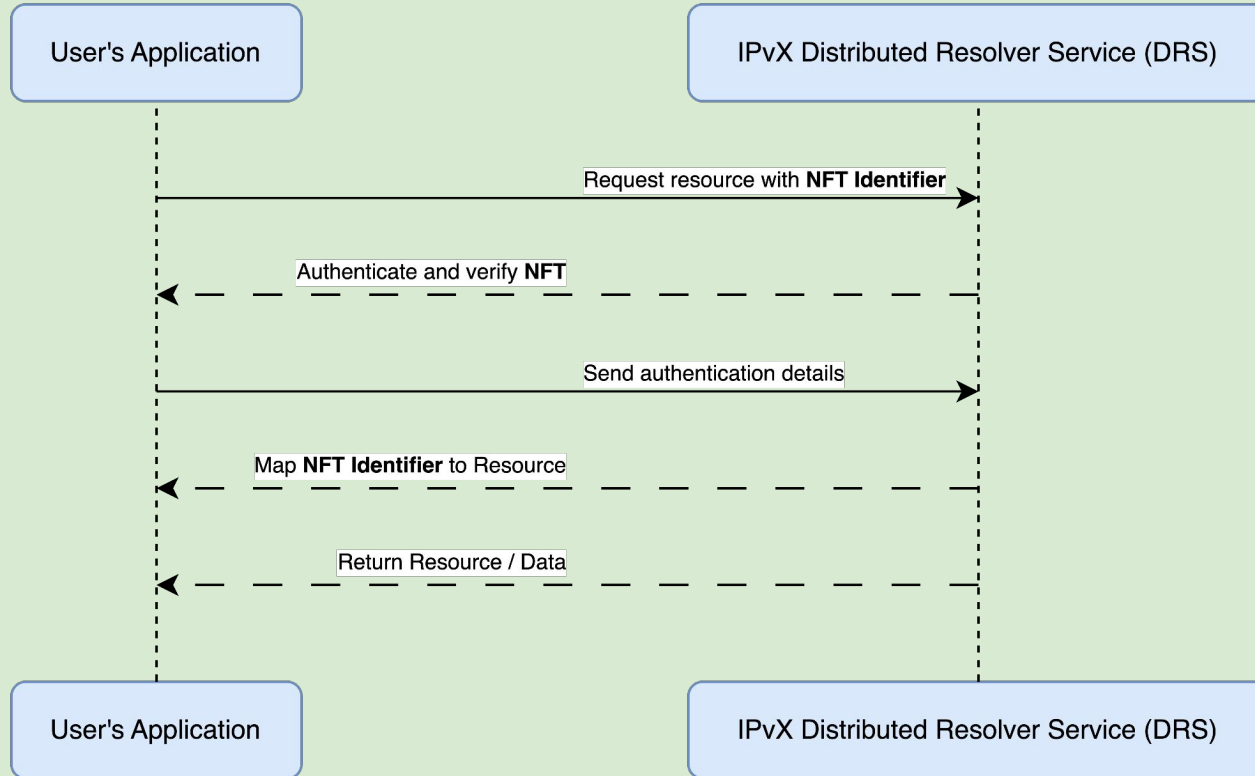 User's Application
IPvX Distributed Resolver Service (DRS)
Request resource with NFT Identifier
Authenticate and verify NFT
Send authentication details
Map NFT Identifier to Resource
Return Resource / Data
User's Application
IPvX Distributed Resolver Service (DRS)